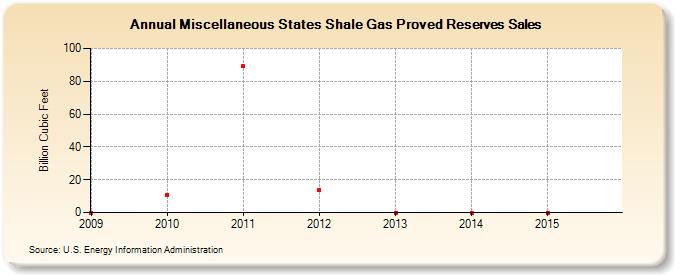 Annual Miscellaneous States Shale Gas Proved Reserves Sales
Billion Cubic Feet
100
80
60
40
20
0
2009 2010 2011 2012 2013 2014 2015
Source: U.S. Energy Information Administration